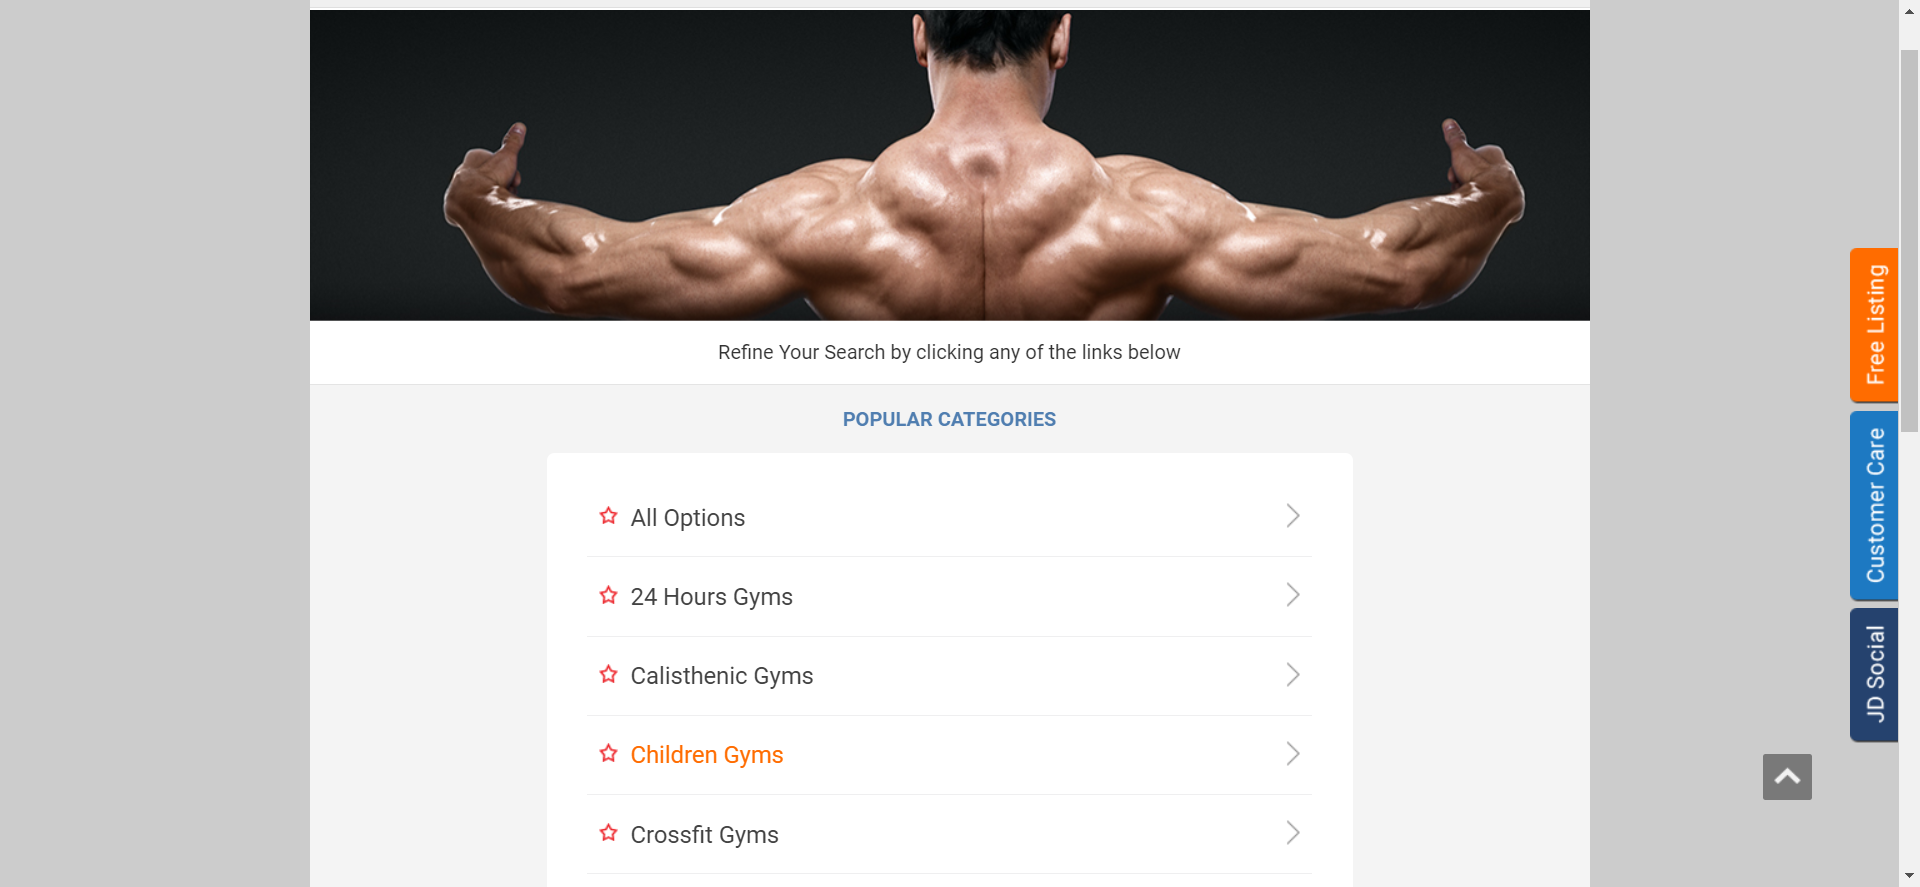 Refine Your Search by clicking any of the links below
POPULAR CATEGORIES
All Options
24 Hours Gyms
Calisthenic Gyms
Children Gyms
Crossfit Gyms
Free Listing
Customer Care
JD Social